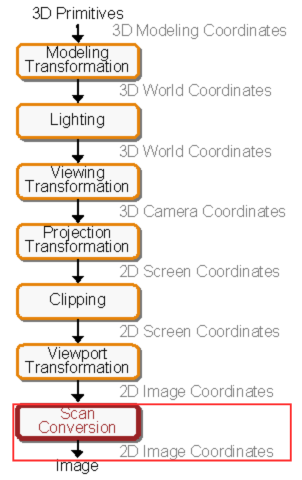 3D Primitives
3D Modeling Coordinates
Modeling
Transformation
3D World Coordinates
Lighting
3D World Coordinates
Viewing
Transformation
3D Camera Coordinates
Projection
Transformation
2D Screen Coordinates
Clipping
2D Screen Coordinates
Viewport
Transformation
2D Image Coordinates
Scan
Conversion
2D Image Coordinates
Image